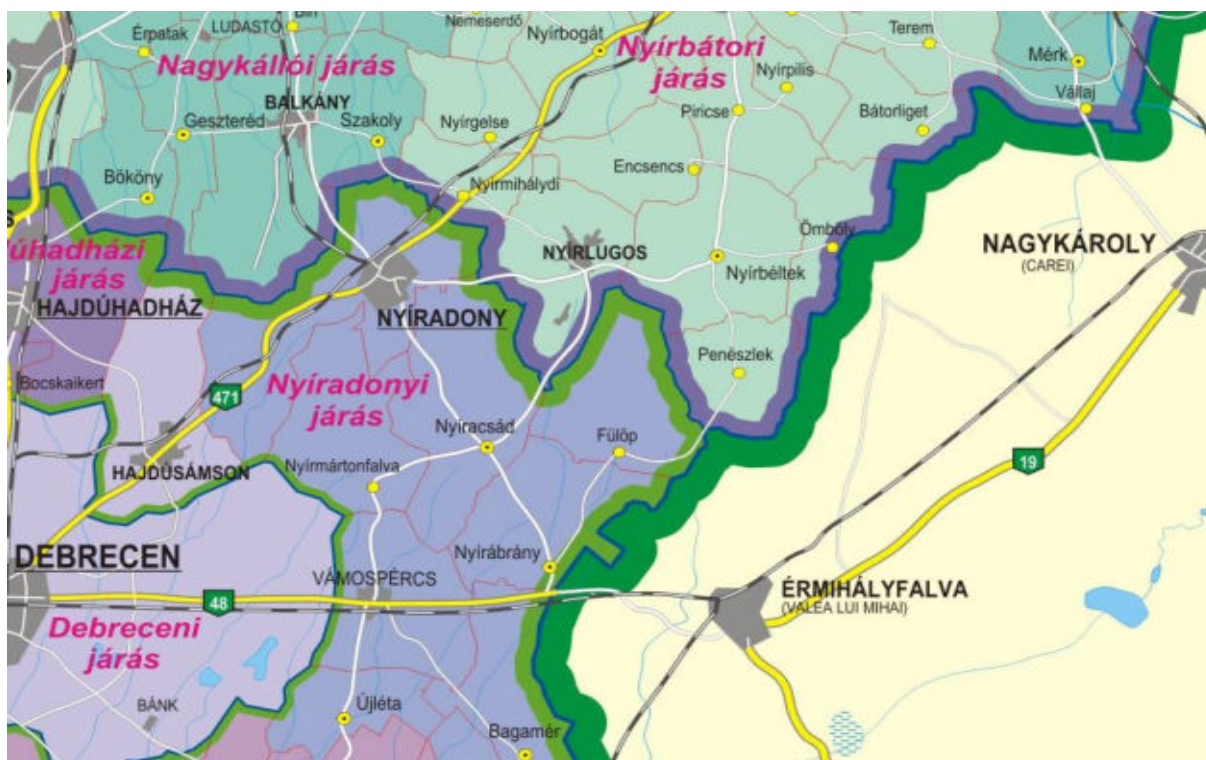 Nemeserdő
Érpatak
LUDASTÓ
Nyírbogát
Nyírbátori
járás
Terem
Mérk
Nagykállói járás
Nyírpilis
BALKÁNY
Vállaj
Geszteréd
Szakoly
Nyírgelse
Piricse
Bátorliget
Encsencs
Bököny
Nyírmihálydi
Ömböly
NYÍRLUGOS
NAGYKÁROLY
(CAREI)
Nyírbéltek
úhadházi
járás
HAJDÚHADHÁZ
NYÍRADONY
Penészlek
Bocskaikert
Nyíradonyi
járás
471
Nyíracsád
Fülöp
19
HAJDÚSÁMSON
Nyírmártonfalva
DEBRECEN
Nyírábrány
VÁMOSPÉRCS
ÉRMIHÁLYFALVA
(VALEA LUI MIHAI)
48
Debreceni
járás
BÁNK
Újléta
Bagamér